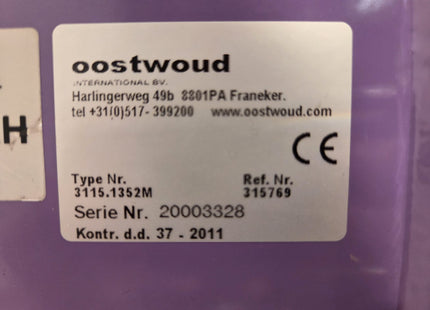 oostwoud
INTERNATIONAL BV.
Harlingerweg 49b 8801PA Franeker.
tel +31(0)517- 399200 www.oostwoud.com
CE
H
Type Nr. Ref. Nr.
3115.1352M 315769
Serie Nr. 20003328
Kontr. d.d. 37 - 2011